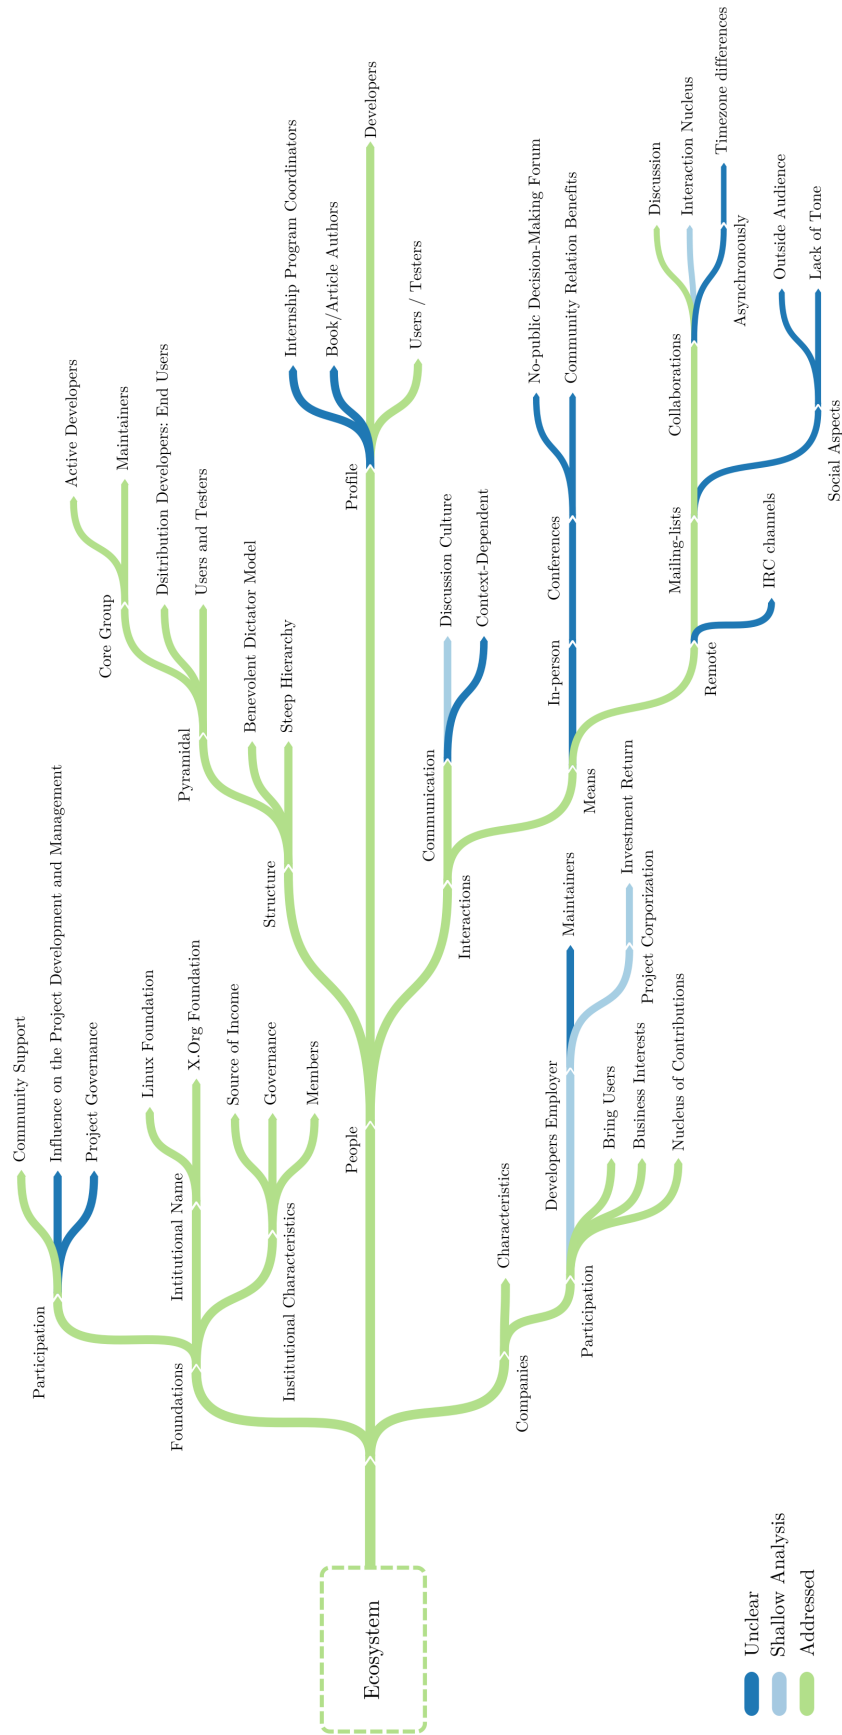 Ecosystem
Foundations
Participation
Community Support
Influence on the Project Development and Management
Project Governance
Intitutional Name
Linux Foundation
X.Org Foundation
Institutional Characteristics
Source of Income
Governance
Members
People
Structure
Pyramidal
Core Group
Active Developers
Maintainers
Dsitribution Developers: End Users
Users and Testers
Benevolent Dictator Model
Steep Hierarchy
Profile
Internship Program Coordinators
Book/Article Authors
Developers
Users / Testers
Interactions
Communication
Discussion Culture
Context-Dependent
Means
In-person
Conferences
No-public Decision-Making Forum
Community Relation Benefits
Remote
Mailing-lists
Collaborations
Discussion
Interaction Nucleus
Asynchronously
Timezone differences
Social Aspects
Outside Audience
Lack of Tone
IRC channels
Companies
Characteristics
Participation
Developers Employer
Maintainers
Project Corporization
Investment Return
Bring Users
Business Interests
Nucleus of Contributions
Unclear
Shallow Analysis
Addressed